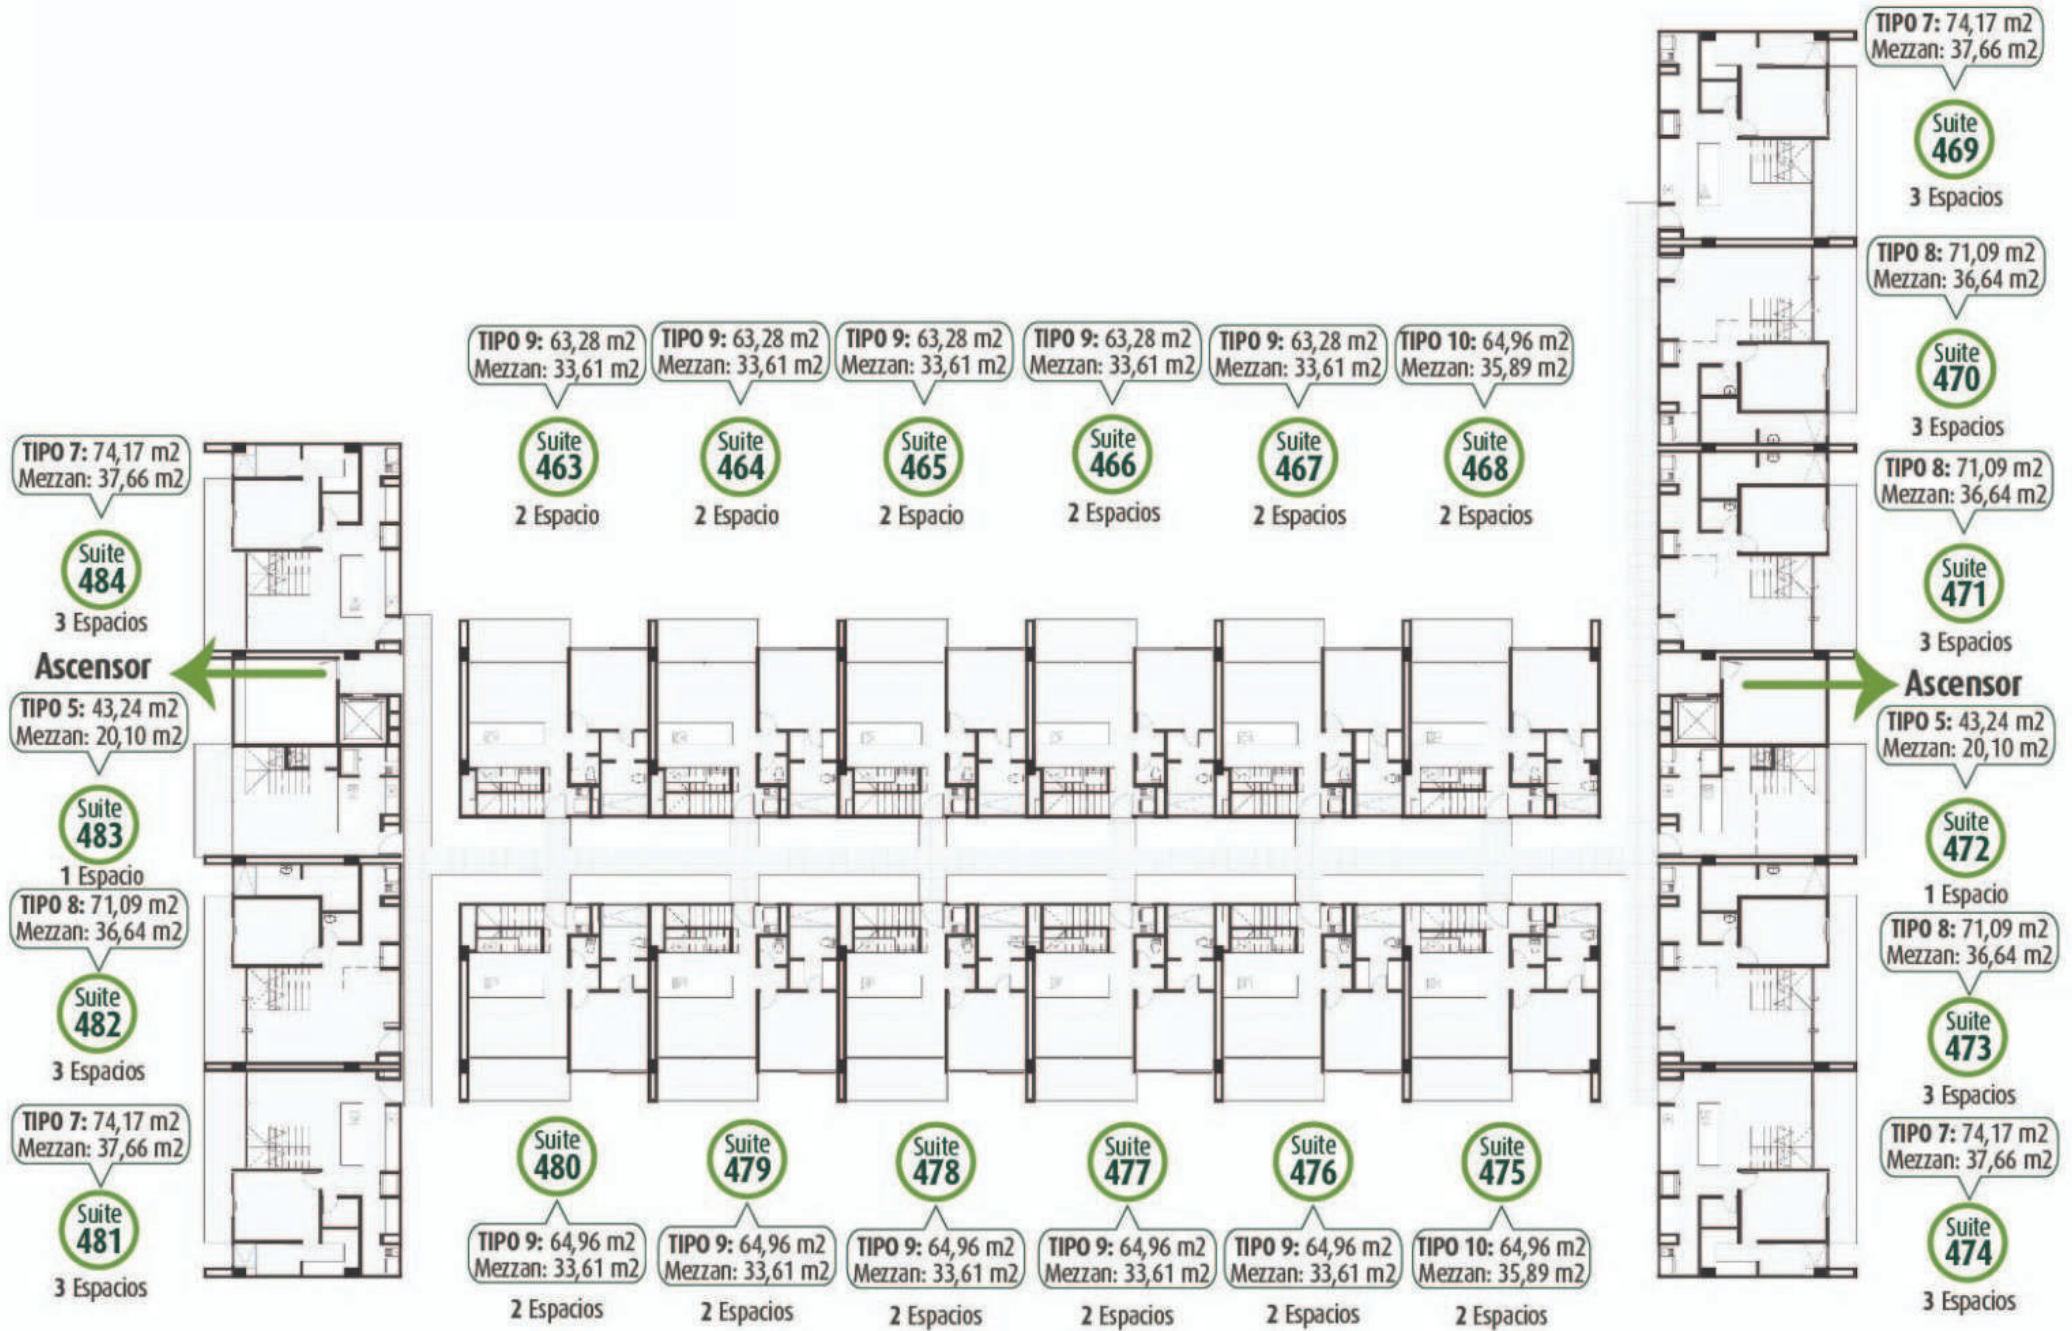 TIPO 7: 74,17 m2
Mezzan: 37,66 m2
Suite
469
3 Espacios
TIPO 8: 71,09 m2
Mezzan: 36,64 m2
Suite
470
3 Espacios
TIPO 8: 71,09 m2
Mezzan: 36,64 m2
Suite
471
3 Espacios
Ascensor
TIPO 5: 43,24 m2
Mezzan: 20,10 m2
Suite
472
1 Espacio
TIPO 8: 71,09 m2
Mezzan: 36,64 m2
Suite
473
3 Espacios
TIPO 7: 74,17 m2
Mezzan: 37,66 m2
Suite
474
3 Espacios
TIPO 9: 63,28 m2
Mezzan: 33,61 m2
Suite
463
2 Espacio
TIPO 9: 63,28 m2
Mezzan: 33,61 m2
Suite
464
2 Espacio
TIPO 9: 63,28 m2
Mezzan: 33,61 m2
Suite
465
2 Espacio
TIPO 9: 63,28 m2
Mezzan: 33,61 m2
Suite
466
2 Espacios
TIPO 9: 63,28 m2
Mezzan: 33,61 m2
Suite
467
2 Espacios
TIPO 10: 64,96 m2
Mezzan: 35,89 m2
Suite
468
2 Espacios
TIPO 7: 74,17 m2
Mezzan: 37,66 m2
Suite
484
3 Espacios
Ascensor
TIPO 5: 43,24 m2
Mezzan: 20,10 m2
Suite
483
1 Espacio
TIPO 8: 71,09 m2
Mezzan: 36,64 m2
Suite
482
3 Espacios
TIPO 7: 74,17 m2
Mezzan: 37,66 m2
Suite
481
3 Espacios
Suite
480
TIPO 9: 64,96 m2
Mezzan: 33,61 m2
2 Espacios
Suite
479
TIPO 9: 64,96 m2
Mezzan: 33,61 m2
2 Espacios
Suite
478
TIPO 9: 64,96 m2
Mezzan: 33,61 m2
2 Espacios
Suite
477
TIPO 9: 64,96 m2
Mezzan: 33,61 m2
2 Espacios
Suite
476
TIPO 9: 64,96 m2
Mezzan: 33,61 m2
2 Espacios
Suite
475
TIPO 10: 64,96 m2
Mezzan: 35,89 m2
2 Espacios